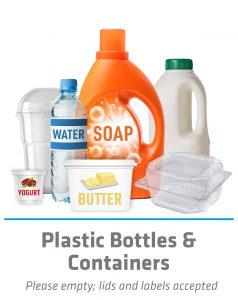 WATER
SOAP
YOGURT
BUTTER
Plastic Bottles &
Containers
Please empty; lids and labels accepted